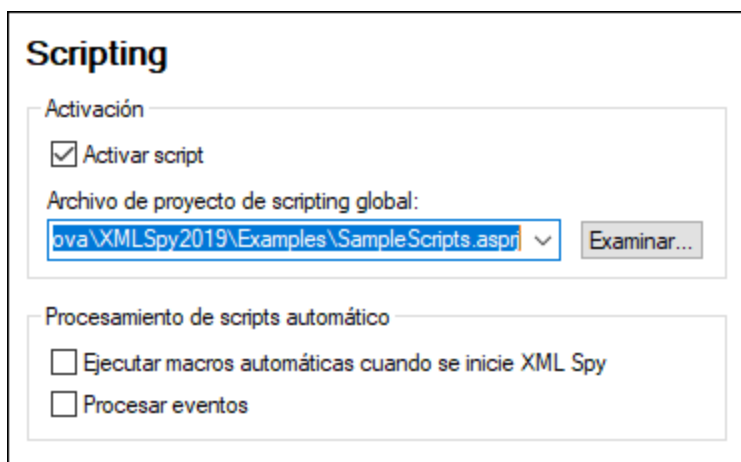 Scripting
Activación
Activar script
Archivo de proyecto de scripting global:
ova\XMLSpy2019\Examples\SampleScripts.asprj
Examinar...
Procesamiento de scripts automático
Ejecutar macros automáticas cuando se inicie XML Spy
Procesar eventos